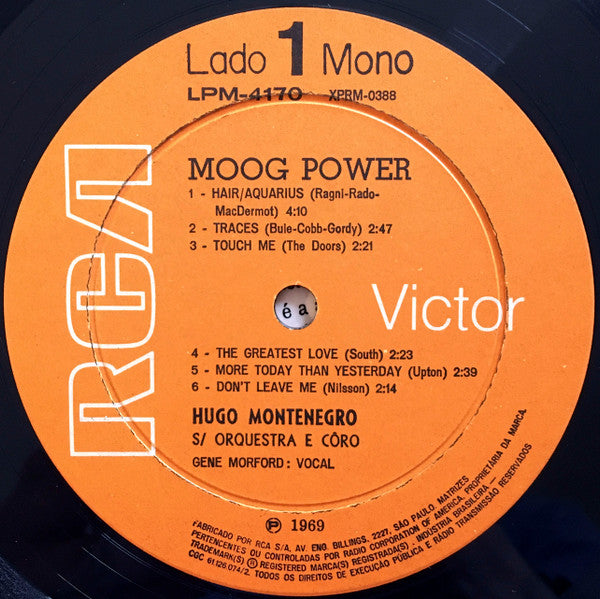 Lado 1 Mono
LPM-4170 XPRM-0388
MOOG POWER
1 - HAIR/AQUARIUS (Ragni-Rado-
MacDermot) 4:10
2 - TRACES (Buie-Cobb-Gordy) 2:47
3 - TOUCH ME (The Doors) 2:21
RCA
é a
Victor
4 - THE GREATEST LOVE (South) 2:23
5 - MORE TODAY THAN YESTERDAY (Upton) 2:39
6 - DON'T LEAVE ME (Nilsson) 2:14
HUGO MONTENEGRO
S/ ORQUESTRA E CÔRO
GENE MORFORD: VOCAL
℗ 1969
FABRICADO POR RCA S/A, AV. ENG. BILLINGS, 2227, SÃO PAULO, MATRIZES
PERTENCENTES OU CONTROLADAS POR RADIO CORPORATION OF AMERICA, PROPRIETÁRIA DA MARCA.
TRADEMARK(S) ® REGISTERED MARCA(S) REGISTRADA(S) — INDÚSTRIA BRASILEIRA —
CGC 61.126.074/2. TODOS OS DIREITOS DE EXECUÇÃO PÚBLICA E RÁDIO TRANSMISSÃO RESERVADOS